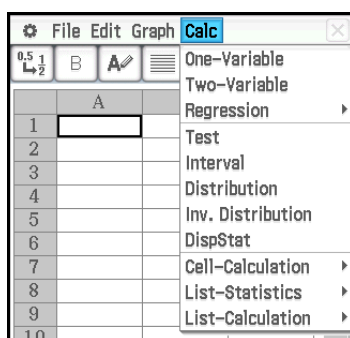 File Edit Graph Calc
0.5 1 2 B A
One-Variable
Two-Variable
Regression
Test
Interval
Distribution
Inv. Distribution
DispStat
Cell-Calculation
List-Statistics
List-Calculation
A
1
2
3
4
5
6
7
8
9
10